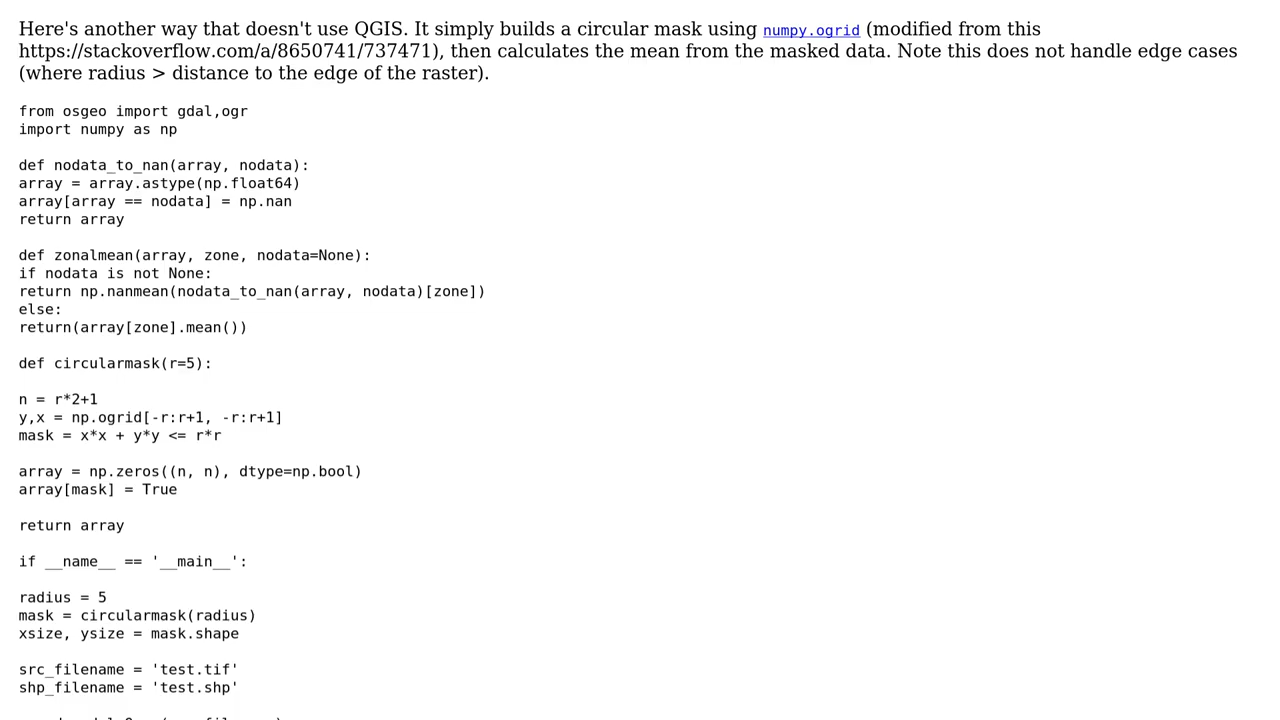 Here's another way that doesn't use QGIS. It simply builds a circular mask using numpy.ogrid (modified from this
https://stackoverflow.com/a/8650741/737471), then calculates the mean from the masked data. Note this does not handle edge cases
(where radius > distance to the edge of the raster).
from osgeo import gdal,ogr
import numpy as np
def nodata_to_nan(array, nodata):
array = array.astype(np.float64)
array[array == nodata] = np.nan
return array
def zonalmean(array, zone, nodata=None):
if nodata is not None:
return np.nanmean(nodata_to_nan(array, nodata)[zone])
else:
return(array[zone].mean())
def circularmask(r=5):
n = r*2+1
y,x = np.ogrid[-r:r+1, -r:r+1]
mask = x*x + y*y <= r*r
array = np.zeros((n, n), dtype=np.bool)
array[mask] = True
return array
if __name__ == '__main__':
radius = 5
mask = circularmask(radius)
xsize, ysize = mask.shape
src_filename = 'test.tif'
shp_filename = 'test.shp'